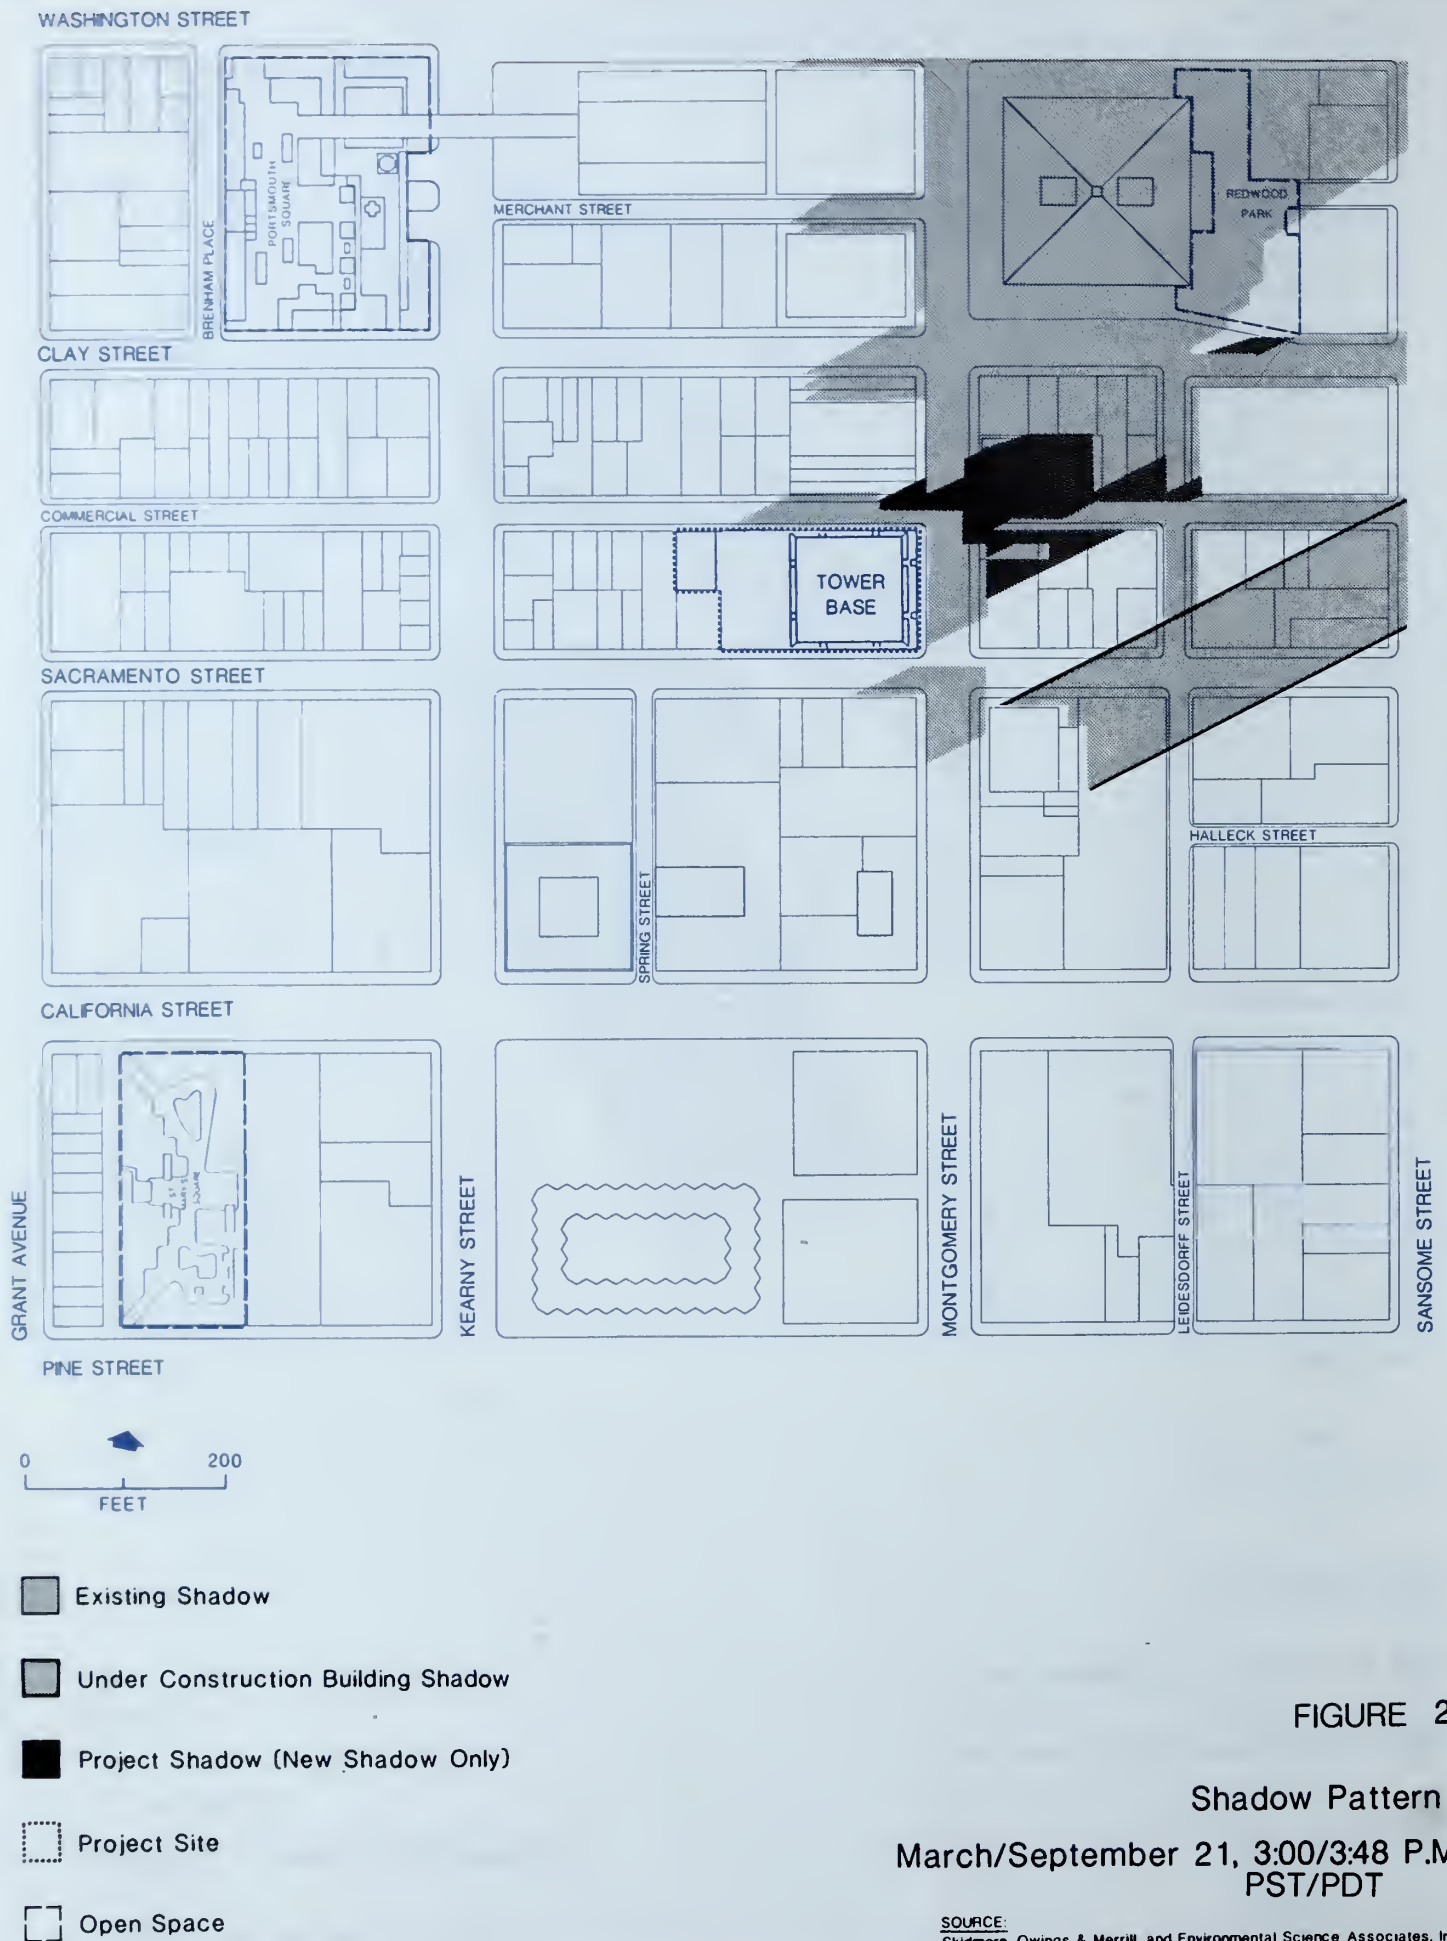 WASHINGTON STREET
BRENHAM PLACE
PORTSMOUTH
SQUARE
MERCHANT STREET
REDWOOD
PARK
CLAY STREET
COMMERCIAL STREET
TOWER
BASE
SACRAMENTO STREET
SPRING STREET
HALLECK STREET
CALIFORNIA STREET
GRANT AVENUE
ST
MARY'S
SQUARE
KEARNY STREET
MONTGOMERY STREET
LEIDESDORFF STREET
SANSOME STREET
PINE STREET
0 200
FEET
Existing Shadow
Under Construction Building Shadow
Project Shadow (New Shadow Only)
Project Site
Open Space
FIGURE 2
Shadow Pattern
March/September 21, 3:00/3:48 P.M
PST/PDT
SOURCE:
Skidmore, Owings & Merrill, and Environmental Science Associates, In